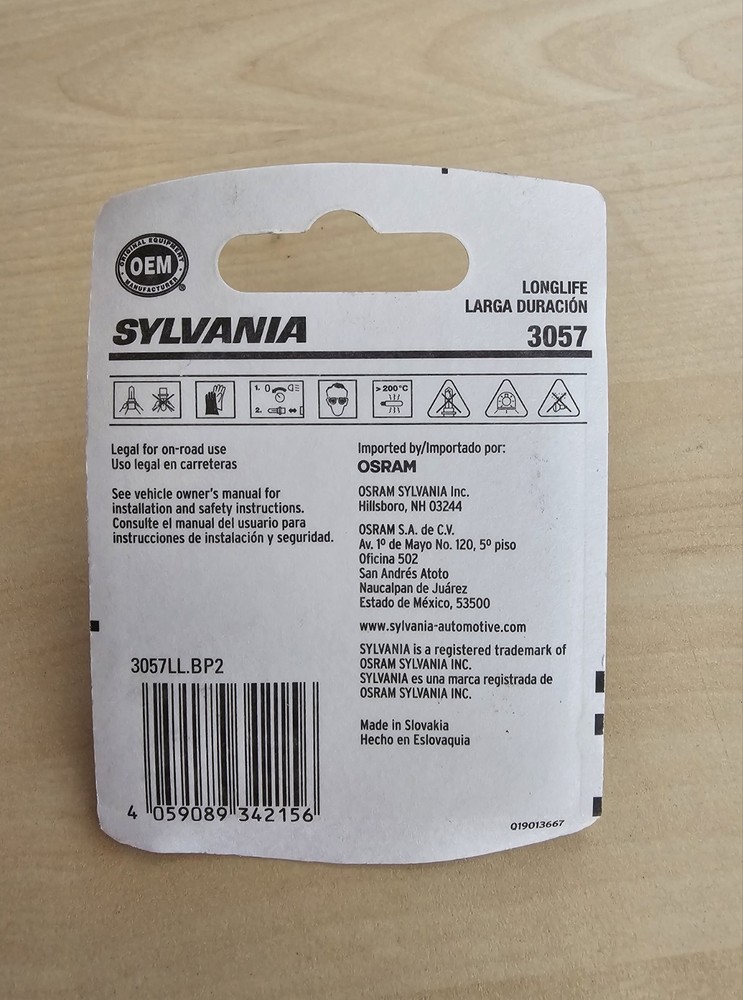 ORIGINAL EQUIPMENT
OEM
MANUFACTURER
®
SYLVANIA
LONGLIFE
LARGA DURACIÓN
3057
1. 0
2.
> 200°C
Legal for on-road use
Uso legal en carreteras
See vehicle owner's manual for
installation and safety instructions.
Consulte el manual del usuario para
instrucciones de instalación y seguridad.
Imported by/Importado por:
OSRAM
OSRAM SYLVANIA Inc.
Hillsboro, NH 03244
OSRAM S.A. de C.V.
Av. 1º de Mayo No. 120, 5º piso
Oficina 502
San Andrés Atoto
Naucalpan de Juárez
Estado de México, 53500
www.sylvania-automotive.com
SYLVANIA is a registered trademark of
OSRAM SYLVANIA INC.
SYLVANIA es una marca registrada de
OSRAM SYLVANIA INC.
Made in Slovakia
Hecho en Eslovaquia
3057LL.BP2
4 059089 342156
019013667